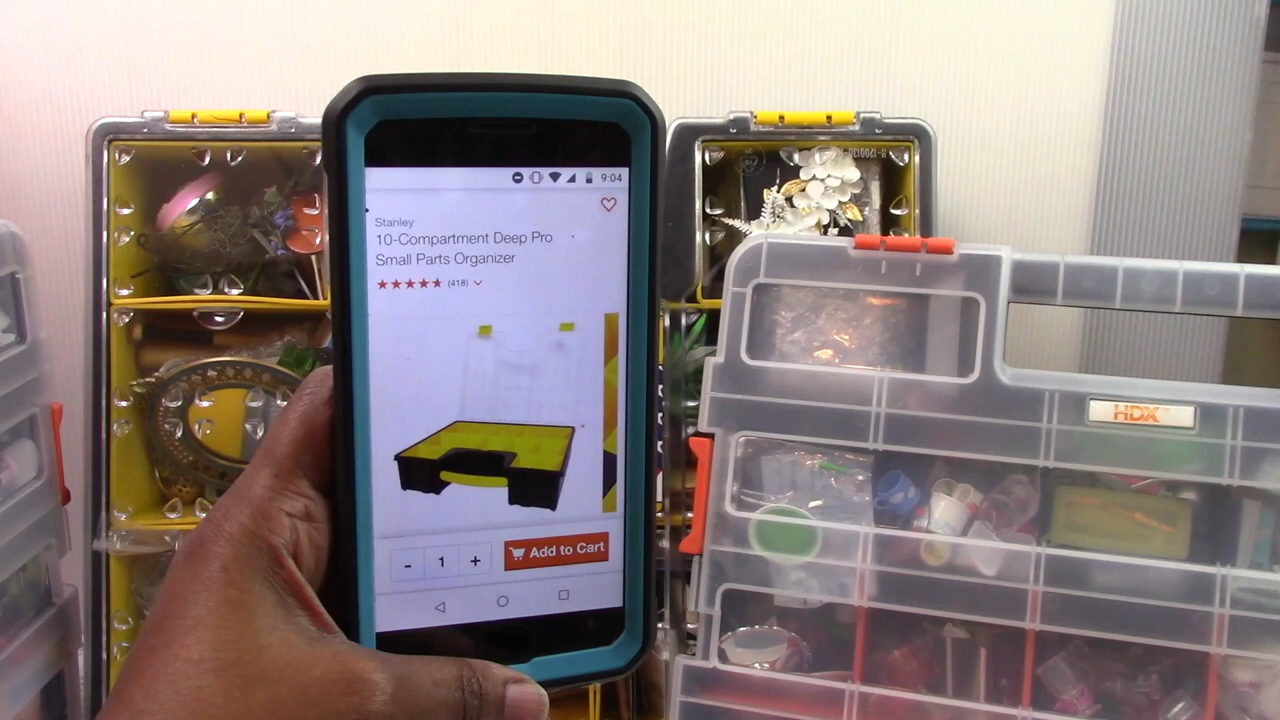 9:04
Stanley
10-Compartment Deep Pro
Small Parts Organizer
(418)
- 1 +
Add to Cart
HDX